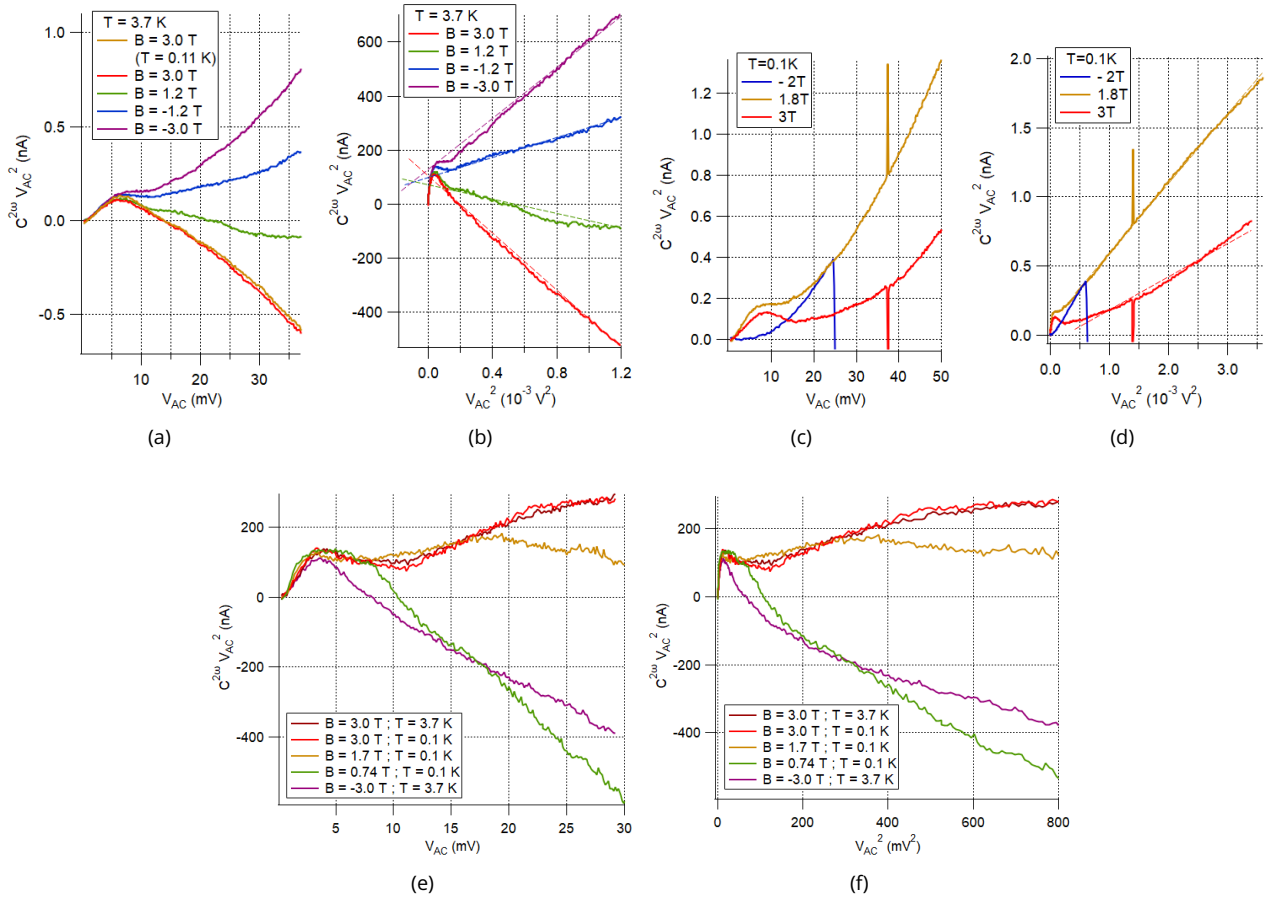 T = 3.7 K
B = 3.0 T
(T = 0.11 K)
B = 3.0 T
B = 1.2 T
B = -1.2 T
B = -3.0 T
1.0
0.5
0.0
-0.5
C^2ω V_AC^2 (nA)
10 20 30
V_AC (mV)
(a)
T = 3.7 K
B = 3.0 T
B = 1.2 T
B = -1.2 T
B = -3.0 T
600
400
200
0
-200
-400
C^2ω V_AC^2 (nA)
0.0 0.4 0.8 1.2
V_AC^2 (10^-3 V^2)
(b)
T=0.1K
- 2T
1.8T
3T
1.2
1.0
0.8
0.6
0.4
0.2
0.0
C^2ω V_AC^2 (nA)
10 20 30 40 50
V_AC (mV)
(c)
T=0.1K
- 2T
1.8T
3T
2.0
1.5
1.0
0.5
0.0
C^2ω V_AC^2 (nA)
0.0 1.0 2.0 3.0
V_AC^2 (10^-3 V^2)
(d)
200
0
-200
-400
C^2ω V_AC^2 (nA)
B = 3.0 T ; T = 3.7 K
B = 3.0 T ; T = 0.1 K
B = 1.7 T ; T = 0.1 K
B = 0.74 T ; T = 0.1 K
B = -3.0 T ; T = 3.7 K
5 10 15 20 25 30
V_AC (mV)
(e)
200
0
-200
-400
C^2ω V_AC^2 (nA)
B = 3.0 T ; T = 3.7 K
B = 3.0 T ; T = 0.1 K
B = 1.7 T ; T = 0.1 K
B = 0.74 T ; T = 0.1 K
B = -3.0 T ; T = 3.7 K
0 200 400 600 800
V_AC^2 (mV^2)
(f)